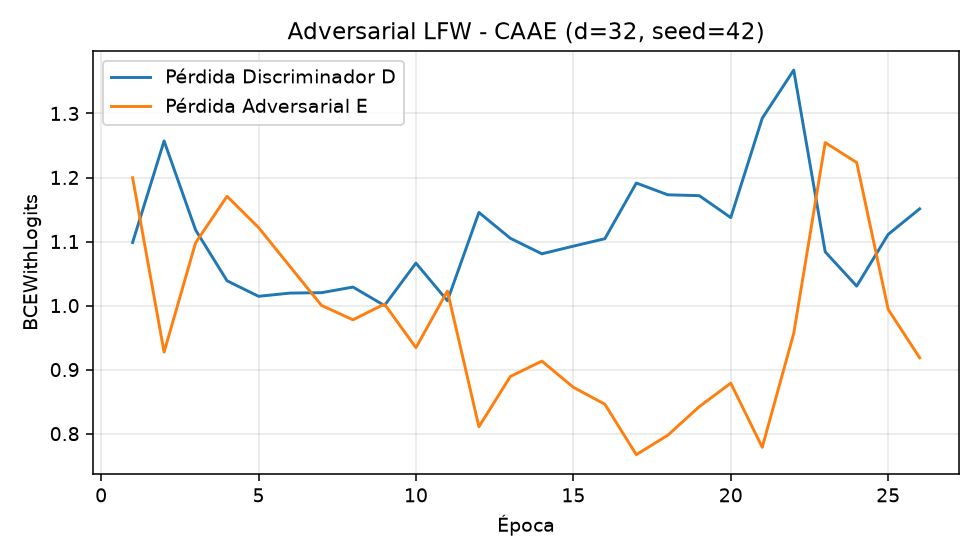 Adversarial LFW - CAAE (d=32, seed=42)
Pérdida Discriminador D
Pérdida Adversarial E
1.3
1.2
1.1
1.0
0.9
0.8
BCEWithLogits
0 5 10 15 20 25
Época